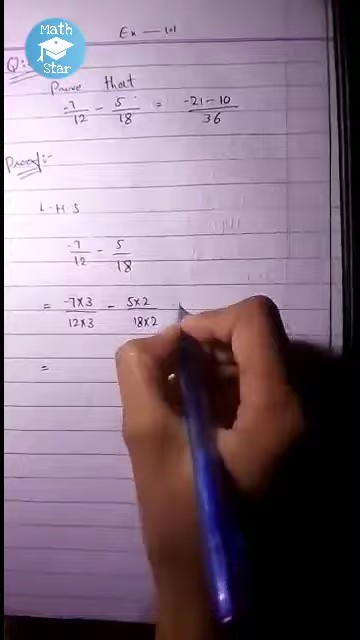 Math
Star
Ex — 1.1
Q:
Prove that
-7/12 - 5/18 = -21-10/36
Proof:-
L.H.S
-7/12 - 5/18
= -7×3/12×3 - 5×2/18×2
=